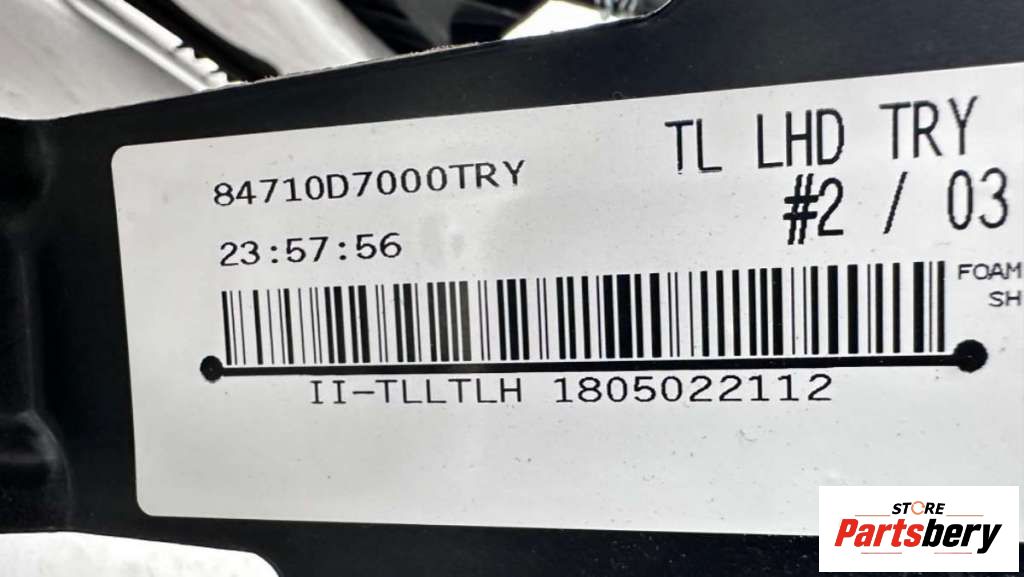 84710D7000TRY
TL LHD TRY
#2 / 03
23:57:56
FOAM
SH
II-TLLTLH 1805022112
STORE
Partsbery